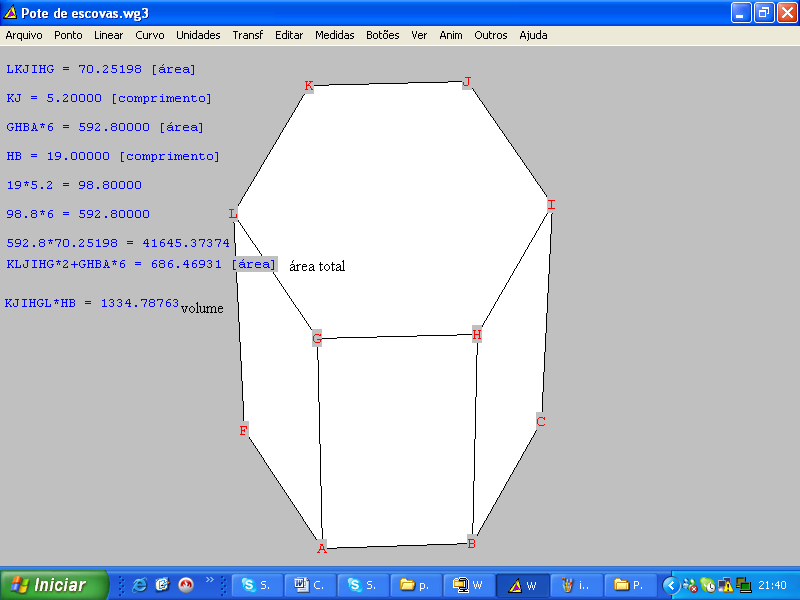 Pote de escovas.wg3
Arquivo Ponto Linear Curvo Unidades Transf Editar Medidas Botões Ver Anim Outros Ajuda
LKJIHG = 70.25198 [área]
KJ = 5.20000 [comprimento]
GHBA*6 = 592.80000 [área]
HB = 19.00000 [comprimento]
19*5.2 = 98.80000
98.8*6 = 592.80000
592.8*70.25198 = 41645.37374
KLJIHG*2+GHBA*6 = 686.46931 [área] área total
KJIHGL*HB = 1334.78763 volume
K J
L I
G H
F C
A B
Iniciar » S. C. S. p. W W i.. P. 21:40